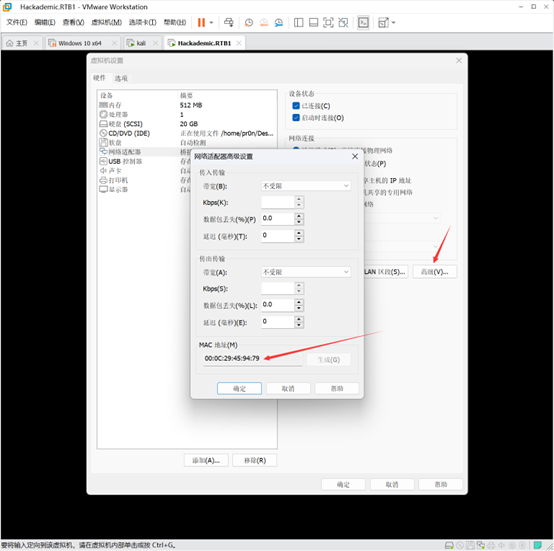 Hackademic.RTB1 - VMware Workstation
文件(F) 编辑(E) 查看(V) 虚拟机(M) 选项卡(T) 帮助(H)
主页 Windows 10 x64 kali Hackademic.RTB1
虚拟机设置
硬件 选项
设备 摘要
内存 512 MB
处理器 1
硬盘 (SCSI) 20 GB
CD/DVD (IDE) 正在使用文件 /home/pr0n/Des...
软盘 自动检测
网络适配器
USB 控制器 存在
声卡
打印机 存在
显示器
添加(A)... 移除(R)
设备状态
已连接(C)
启动时连接(O)
网络连接
物理网络
状态(P)
享主机的 IP 地址
机共享的专用网络
网络
LAN 区段(S)... 高级(V)...
网络适配器高级设置
传入传输
带宽(B): 不受限
Kbps(K):
数据包丢失(%)(P) 0.0
延迟 (毫秒)(T): 0
传出传输
带宽(A): 不受限
Kbps(S):
数据包丢失(%)(L): 0.0
延迟 (毫秒)(E): 0
MAC 地址(M)
00:0C:29:45:94:79 生成(G)
确定 取消 帮助
确定 取消 帮助
要将输入定向到该虚拟机，请在虚拟机内部单击或按 Ctrl+G。